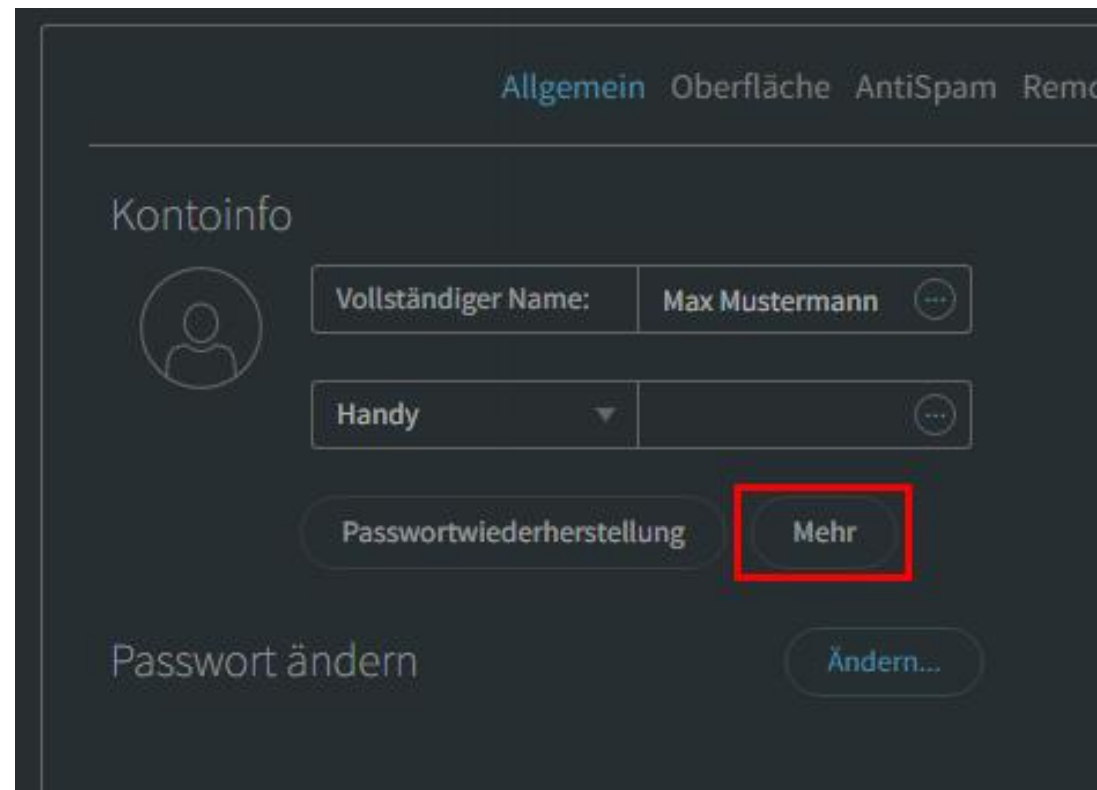 Allgemein Oberfläche AntiSpam
Kontoinfo
Vollständiger Name: Max Mustermann
Handy
Passwortwiederherstellung Mehr
Passwort ändern Ändern...